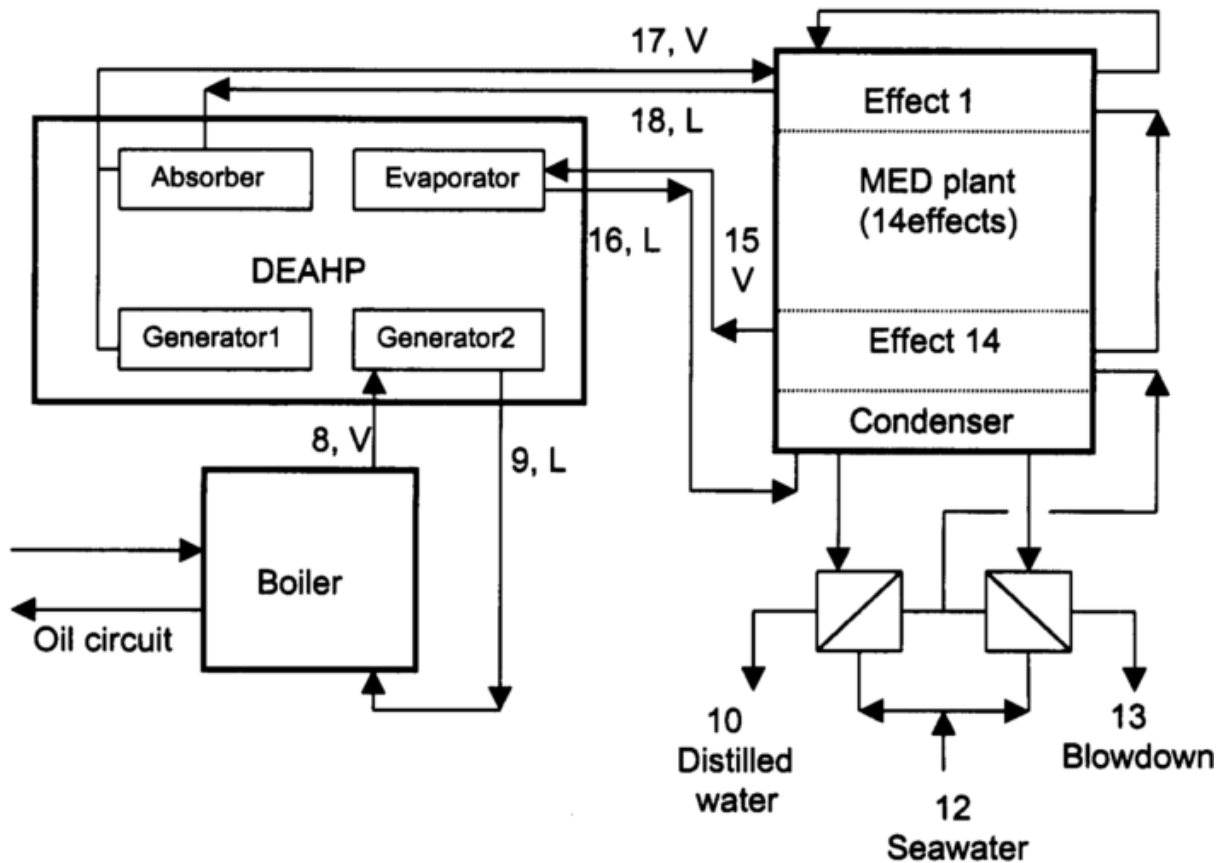 17, V
Effect 1
18, L
Absorber
Evaporator
MED plant
(14effects)
16, L
15
V
DEAHP
Generator1
Generator2
Effect 14
Condenser
8, V
9, L
Boiler
Oil circuit
10
Distilled
water
12
Seawater
13
Blowdown